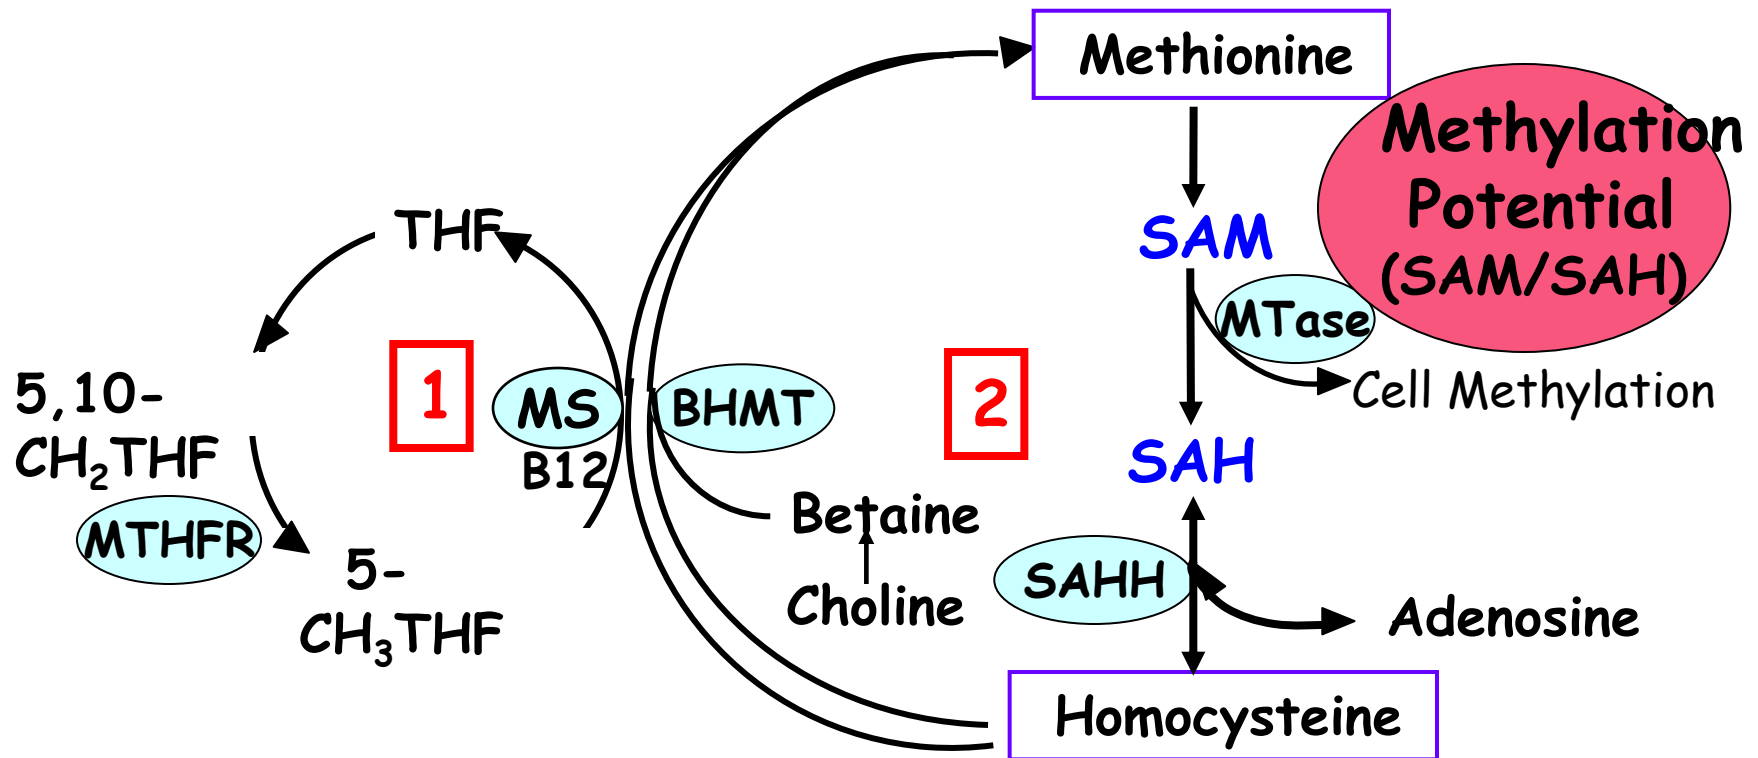 Methionine
Methylation
Potential
(SAM/SAH)
THF
SAM
MTase
1
2
5,10-
CH₂THF
MS
BHMT
Cell Methylation
B12
SAH
MTHFR
Betaine
5-
CH₃THF
Choline
SAHH
Adenosine
Homocysteine